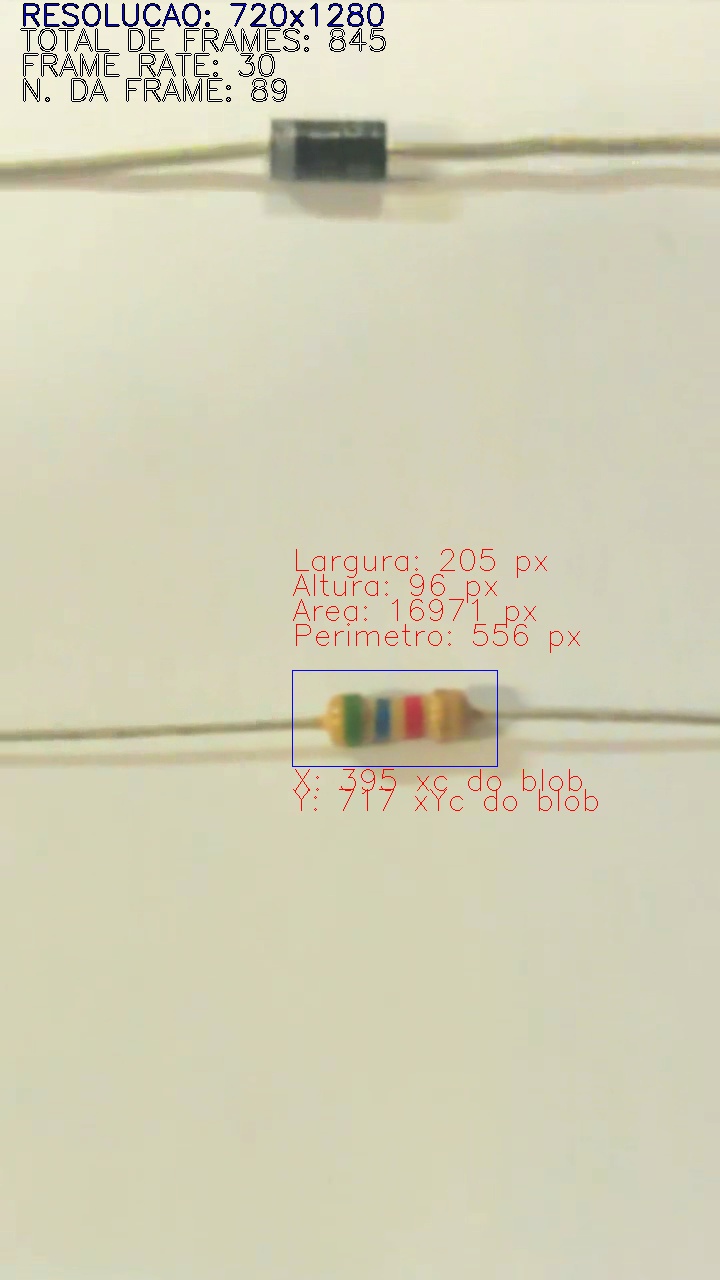 RESOLUCAO: 720x1280
TOTAL DE FRAMES: 845
FRAME RATE: 30
N. DA FRAME: 89
Largura: 205 px
Altura: 96 px
Area: 16971 px
Perimetro: 556 px
X: 395 xc do blob
Y: 717 xYc do blob